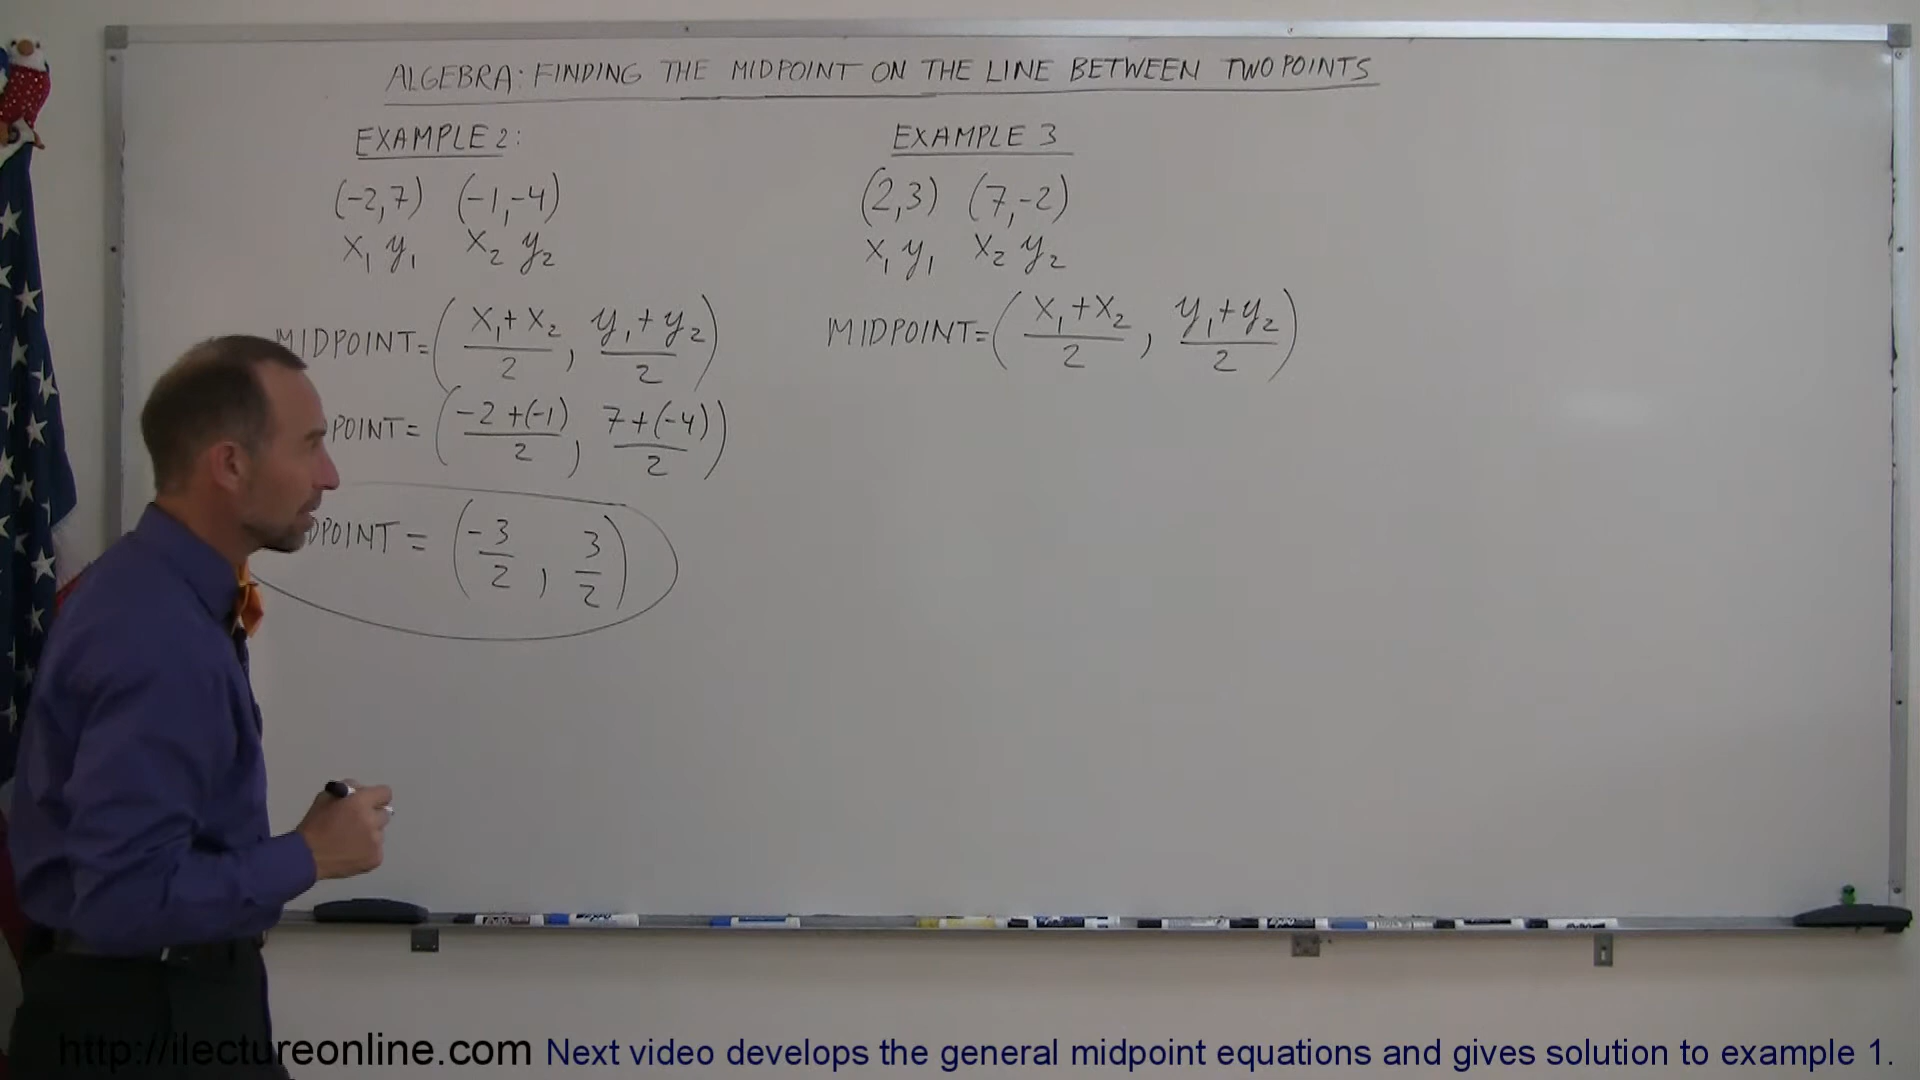 ALGEBRA: FINDING THE MIDPOINT ON THE LINE BETWEEN TWO POINTS
EXAMPLE 2:
(-2,7) (-1,-4)
x₁ y₁ x₂ y₂
MIDPOINT = ( x₁ + x₂ / 2 , y₁ + y₂ / 2 )
POINT = ( -2 + (-1) / 2 , 7 + (-4) / 2 )
DPOINT = ( -3 / 2 , 3 / 2 )
EXAMPLE 3
(2,3) (7,-2)
x₁ y₁ x₂ y₂
MIDPOINT = ( x₁ + x₂ / 2 , y₁ + y₂ / 2 )
http://ilectureonline.com Next video develops the general midpoint equations and gives solution to example 1.